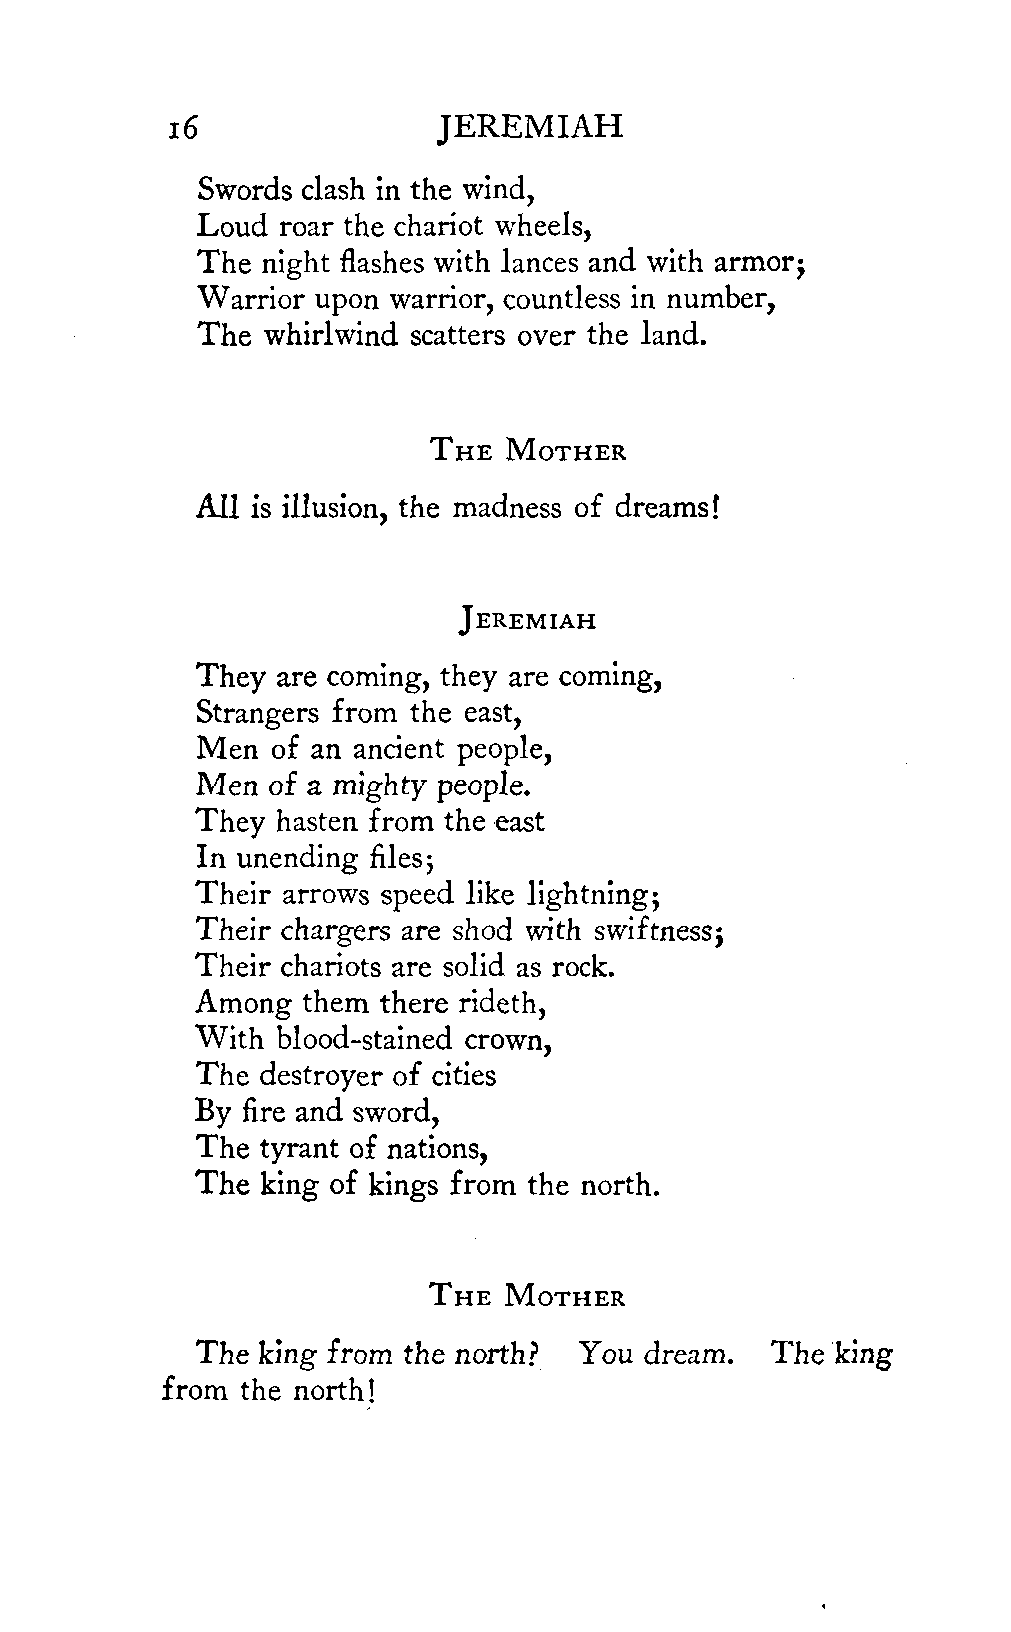 16 JEREMIAH
Swords clash in the wind,
Loud roar the chariot wheels,
The night flashes with lances and with armor;
Warrior upon warrior, countless in number,
The whirlwind scatters over the land.
THE MOTHER
All is illusion, the madness of dreams!
JEREMIAH
They are coming, they are coming,
Strangers from the east,
Men of an ancient people,
Men of a mighty people.
They hasten from the east
In unending files;
Their arrows speed like lightning;
Their chargers are shod with swiftness;
Their chariots are solid as rock.
Among them there rideth,
With blood-stained crown,
The destroyer of cities
By fire and sword,
The tyrant of nations,
The king of kings from the north.
THE MOTHER
The king from the north? You dream. The king
from the north!